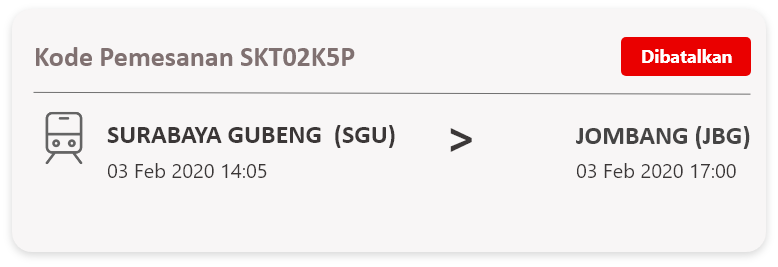 Kode Pemesanan SKT02K5P
Dibatalkan
SURABAYA GUBENG (SGU) > JOMBANG (JBG)
03 Feb 2020 14:05 03 Feb 2020 17:00